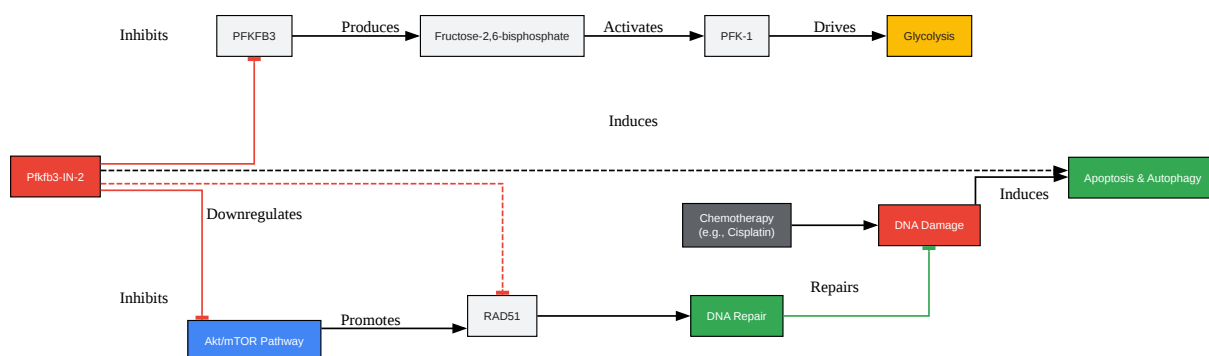 Inhibits
PFKFB3
Produces
Fructose-2,6-bisphosphate
Activates
PFK-1
Drives
Glycolysis
Induces
Pfkfb3-IN-2
Apoptosis & Autophagy
Induces
Downregulates
Chemotherapy
(e.g., Cisplatin)
DNA Damage
Inhibits
Repairs
Akt/mTOR Pathway
Promotes
RAD51
DNA Repair